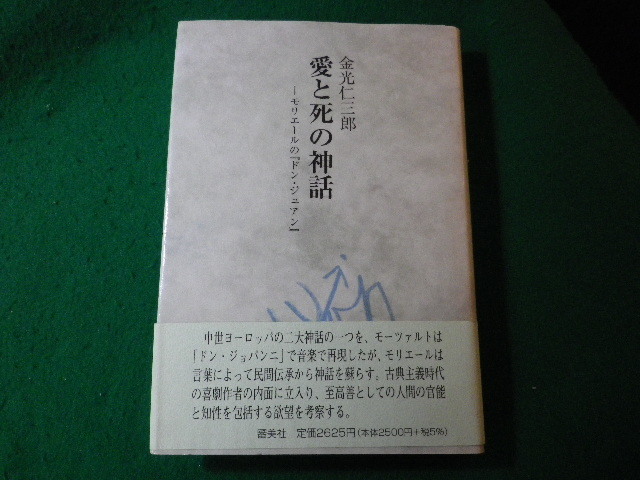 金光仁三郎
愛と死の神話
―モリエールの『ドン・ジュアン』
中世ヨーロッパの二大神話の一つを、モーツァルトは
『ドン・ジョバンニ』で音楽で再現したが、モリエールは
言葉によって民間伝承から神話を蘇らす。古典主義時代
の喜劇作者の内面に立入り、至高善としての人間の官能
と知性を包括する欲望を考察する。
審美社 定価2625円(本体2500円+税5%)